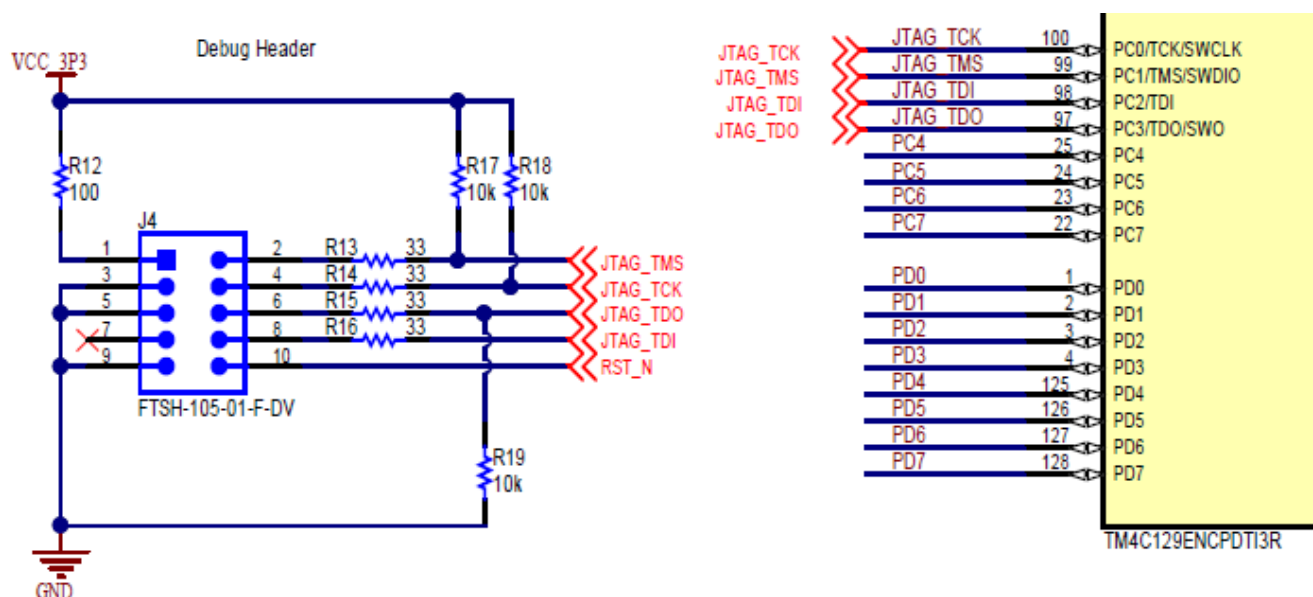 Debug Header
VCC_3P3
R12
100
R17
10k
R18
10k
J4
1
2
R13
33
JTAG_TMS
3
4
R14
33
JTAG_TCK
5
6
R15
33
JTAG_TDO
7
8
R16
33
JTAG_TDI
9
10
RST_N
FTSH-105-01-F-DV
R19
10k
GND
JTAG_TCK JTAG_TCK 100 PC0/TCK/SWCLK
JTAG_TMS JTAG_TMS 99 PC1/TMS/SWDIO
JTAG_TDI JTAG_TDI 98 PC2/TDI
JTAG_TDO JTAG_TDO 97 PC3/TDO/SWO
PC4 25 PC4
PC5 24 PC5
PC6 23 PC6
PC7 22 PC7
PD0 1 PD0
PD1 2 PD1
PD2 3 PD2
PD3 4 PD3
PD4 125 PD4
PD5 126 PD5
PD6 127 PD6
PD7 128 PD7
TM4C129ENCPDTI3R